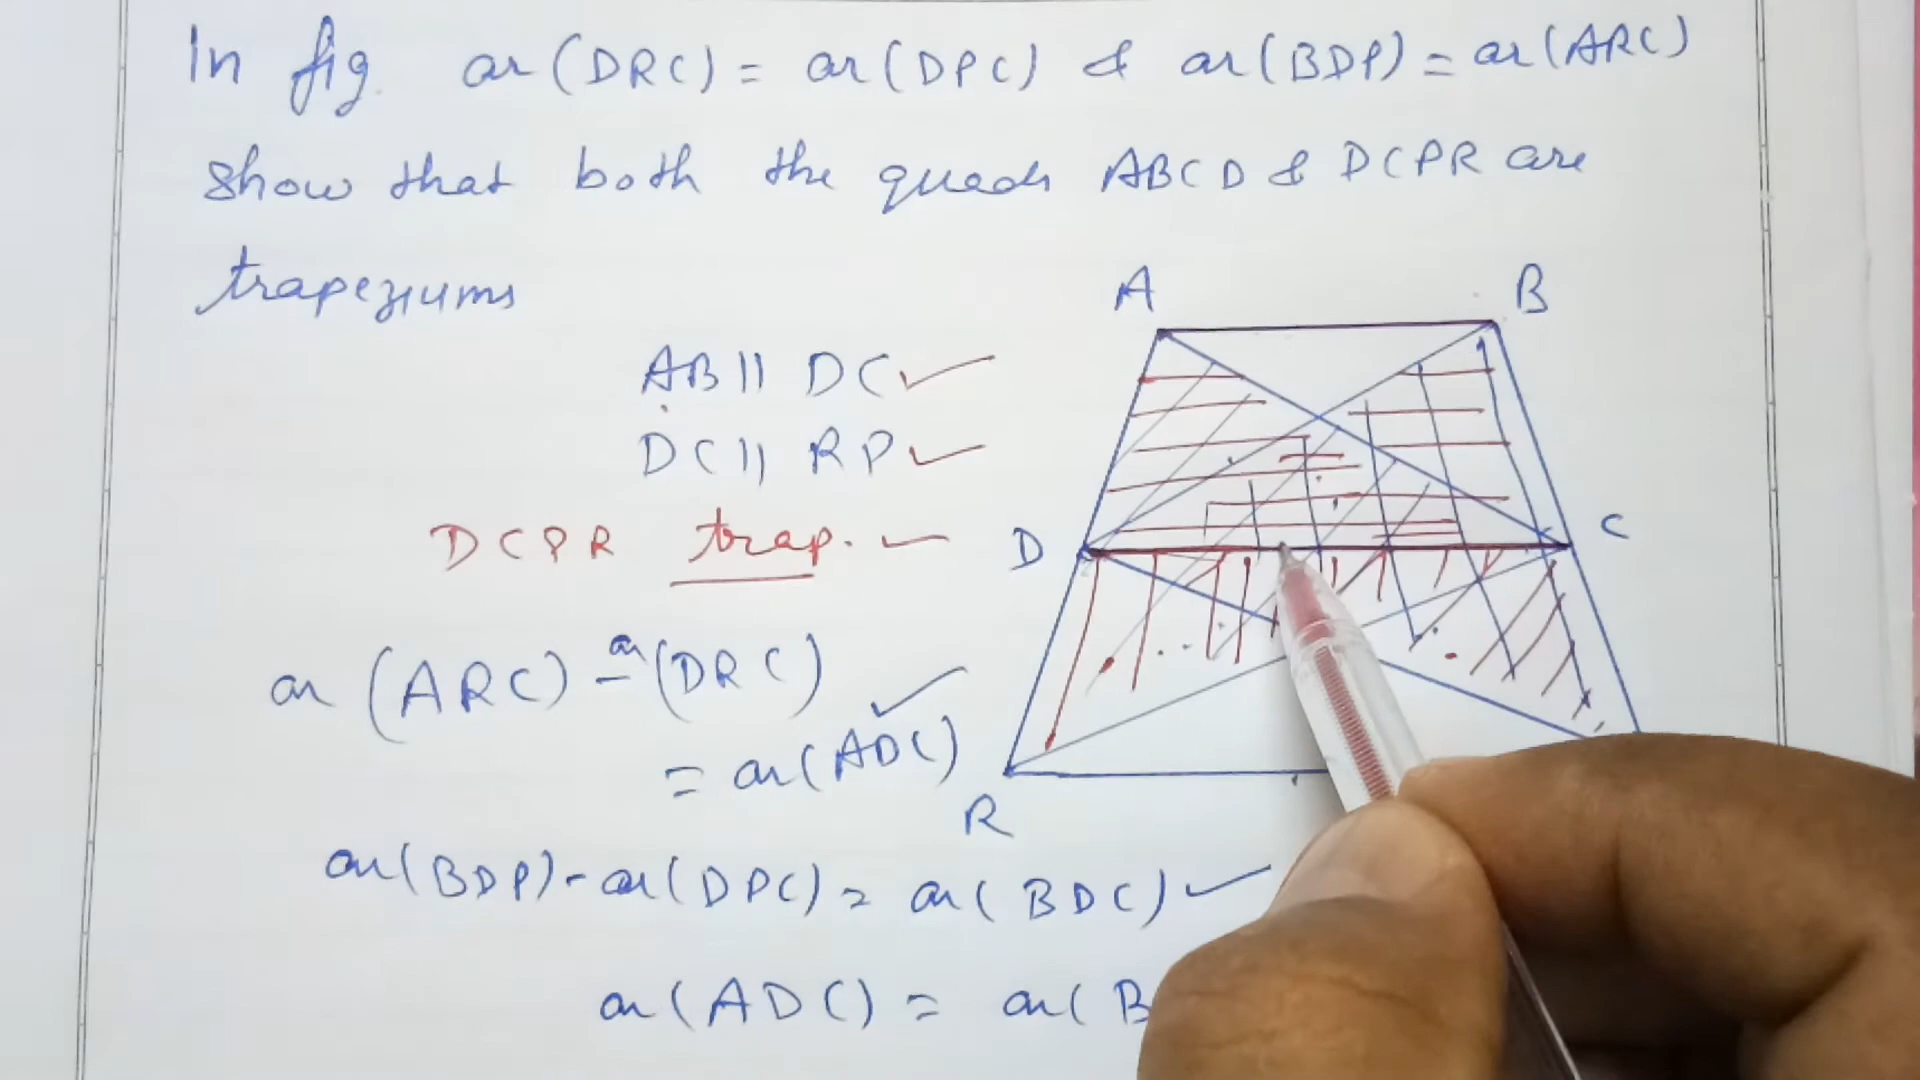 In fig. ar (DRC) = ar (DPC) & ar (BDP) = ar (ARC)
show that both the quads ABCD & DCPR are
trapeziums
A
B
AB || DC ✓
DC || RP ✓
DCPR trap. ✓
D
C
ar (ARC) - ar (DRC)
= ar (ADC) ✓
R
ar (BDP) - ar (DPC) = ar ( BDC) ✓
ar (ADC) = ar ( B